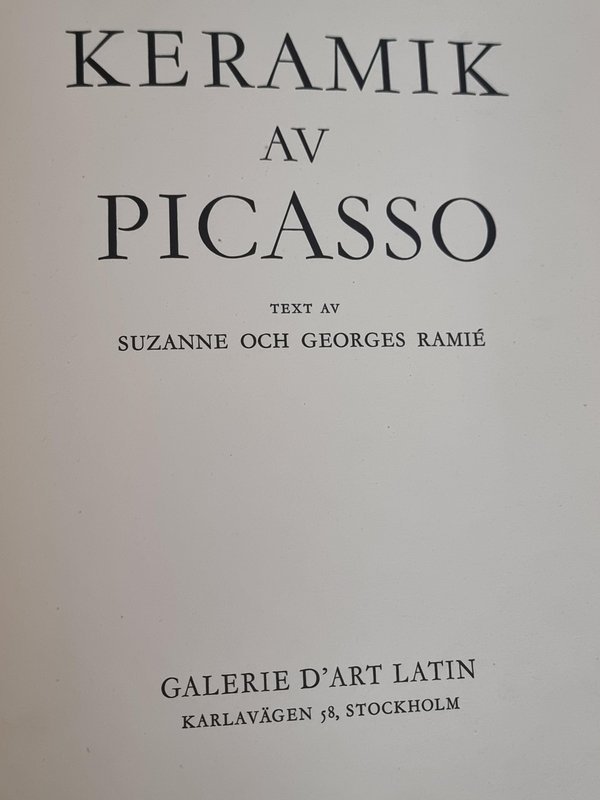 KERAMIK
AV
PICASSO
TEXT AV
SUZANNE OCH GEORGES RAMIÉ
GALERIE D'ART LATIN
KARLAVÄGEN 58, STOCKHOLM